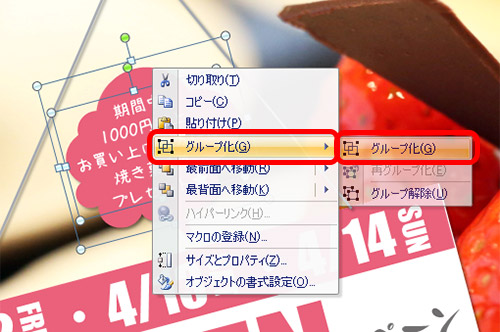 期間
1000円
お買い上
焼き
プレ
切り取り(T)
コピー(C)
貼り付け(P)
グループ化(G)
最前面へ移動(R)
最背面へ移動(K)
ハイパーリンク(H)...
マクロの登録(N)...
サイズとプロパティ(Z)...
オブジェクトの書式設定(O)...
グループ化(G)
再グループ化(E)
グループ解除(U)
FRI
4/1
4/14
SUN